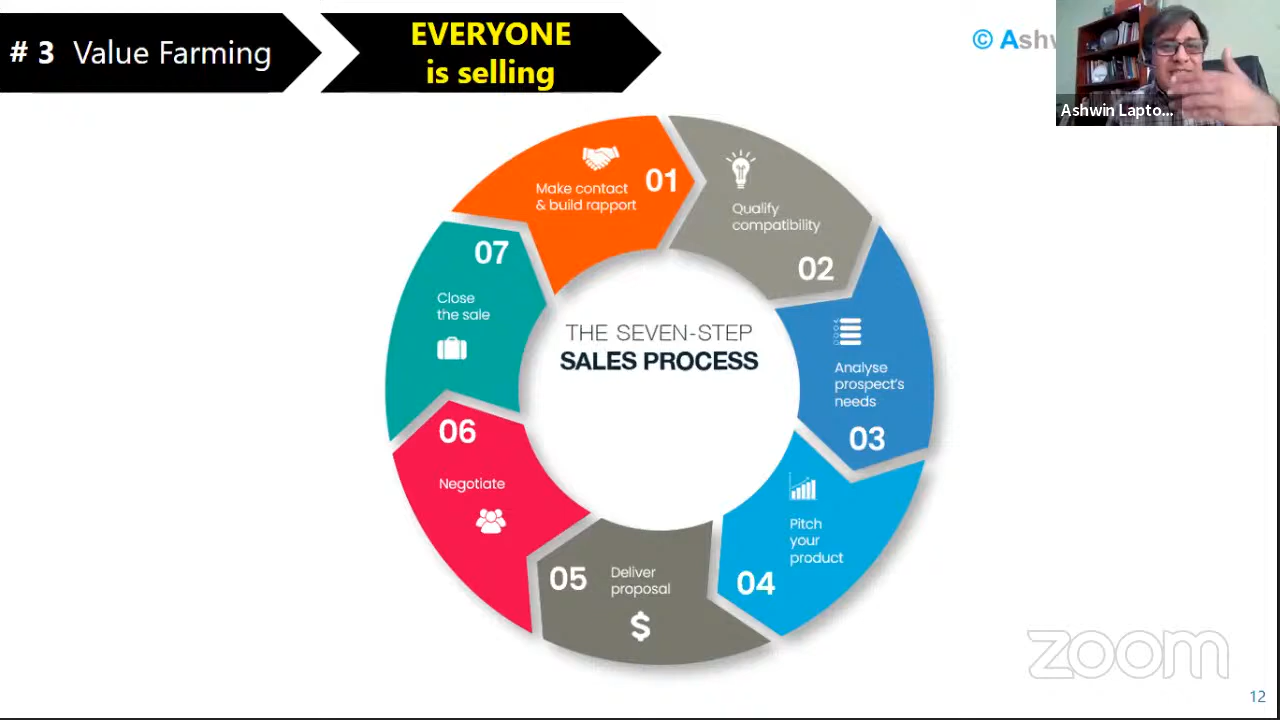 # 3 Value Farming
EVERYONE
is selling
©
Ashwin Lapto...
01
Make contact
& build rapport
Qualify
compatibility
02
Analyse
prospect's
needs
03
Pitch
your
product
04
05
Deliver
proposal
$
06
Negotiate
07
Close
the sale
THE SEVEN-STEP
SALES PROCESS
zoom
12